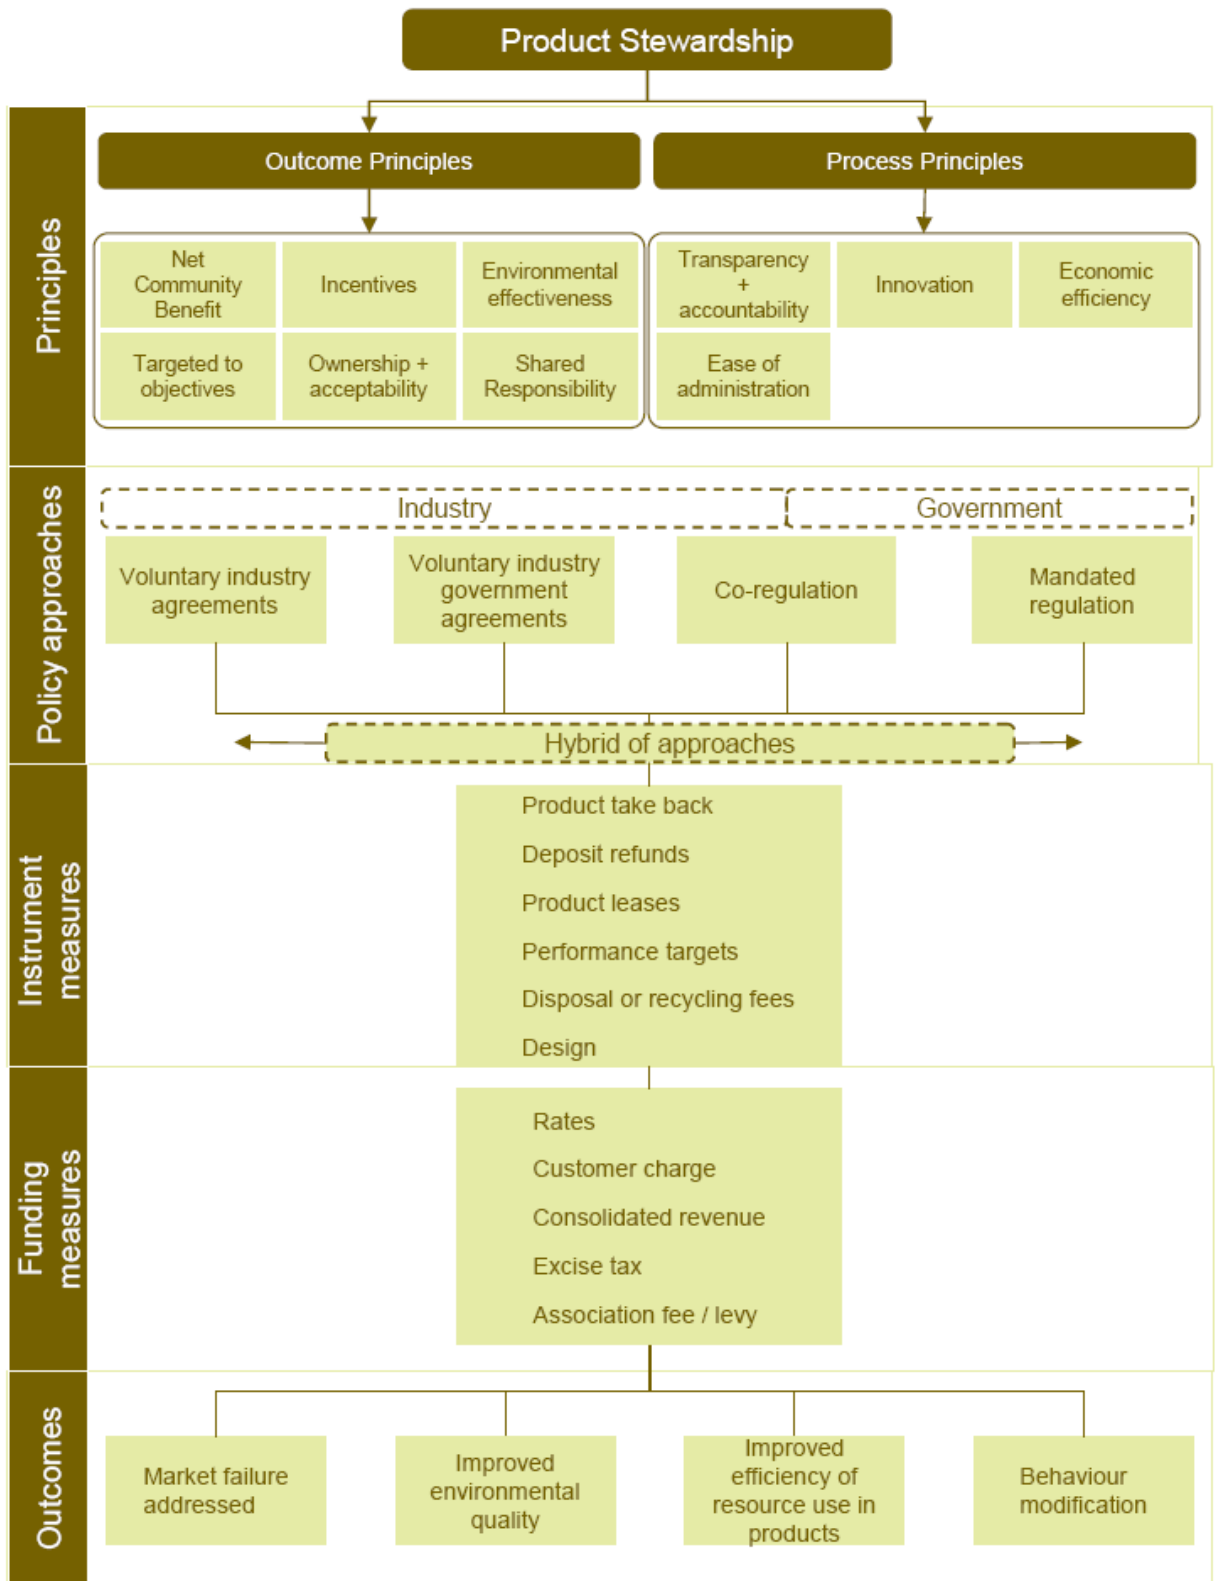 Product Stewardship
Principles
Outcome Principles
Process Principles
Net
Community
Benefit
Incentives
Environmental
effectiveness
Transparency
+
accountability
Innovation
Economic
efficiency
Targeted to
objectives
Ownership +
acceptability
Shared
Responsibility
Ease of
administration
Policy approaches
Industry
Government
Voluntary industry
agreements
Voluntary industry
government
agreements
Co-regulation
Mandated
regulation
Hybrid of approaches
Instrument
measures
Product take back
Deposit refunds
Product leases
Performance targets
Disposal or recycling fees
Design
Funding
measures
Rates
Customer charge
Consolidated revenue
Excise tax
Association fee / levy
Outcomes
Market failure
addressed
Improved
environmental
quality
Improved
efficiency of
resource use in
products
Behaviour
modification